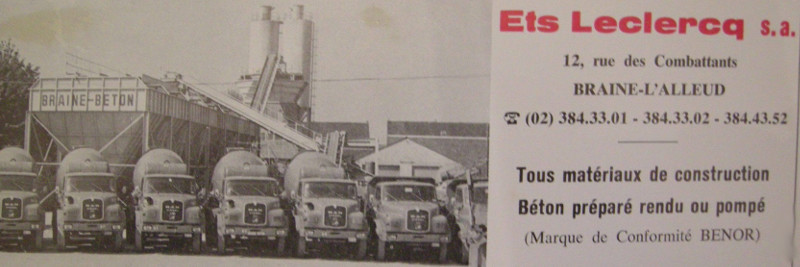 BRAINE-BETON
Ets Leclercq s.a.
12, rue des Combattants
BRAINE-L'ALLEUD
☎ (02) 384.33.01 - 384.33.02 - 384.43.52
Tous matériaux de construction
Béton préparé rendu ou pompé
(Marque de Conformité BENOR)